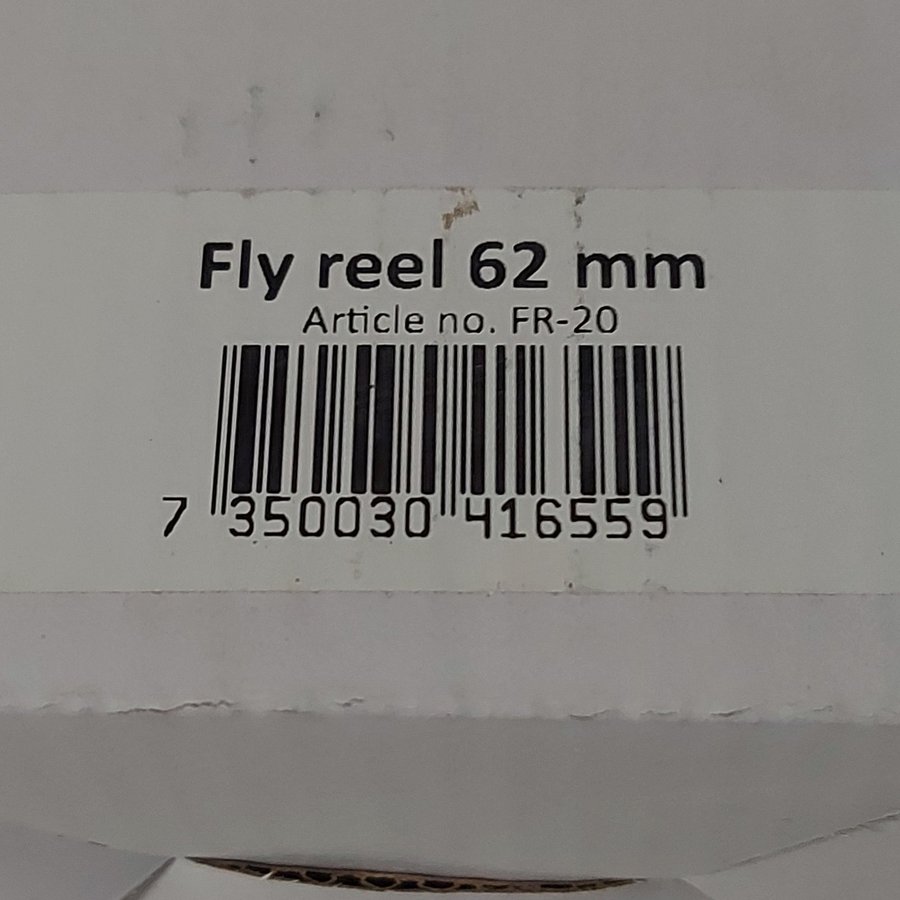 Fly reel 62 mm
Article no. FR-20
7 350030 416559